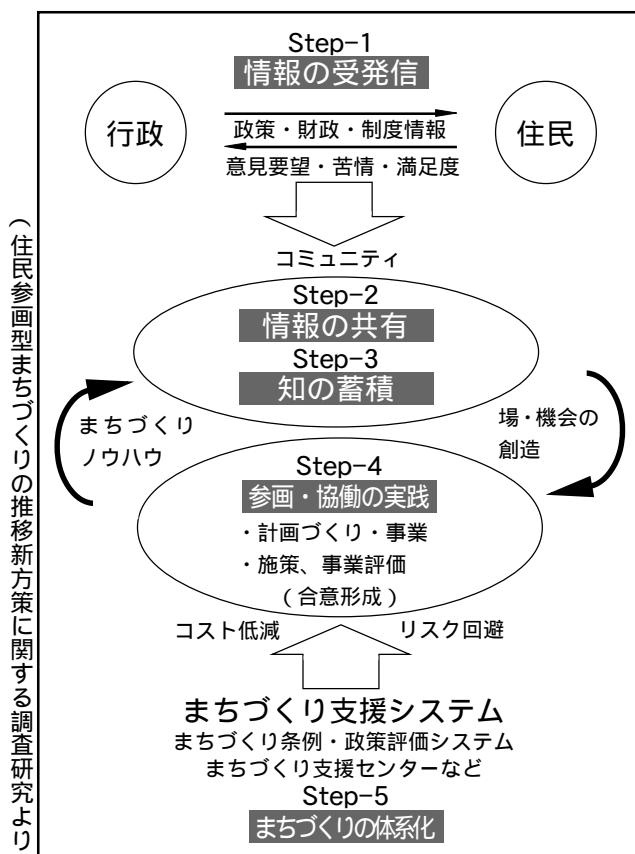 Step-1
情報の受発信
行政
政策・財政・制度情報
意見要望・苦情・満足度
住民
コミュニティ
Step-2
情報の共有
Step-3
知の蓄積
まちづくり
ノウハウ
場・機会の
創造
Step-4
参画・協働の実践
・計画づくり・事業
・施策、事業評価
(合意形成)
コスト低減
リスク回避
まちづくり支援システム
まちづくり条例・政策評価システム
まちづくり支援センターなど
Step-5
まちづくりの体系化
(住民参画型まちづくりの推移新方策に関する調査研究より